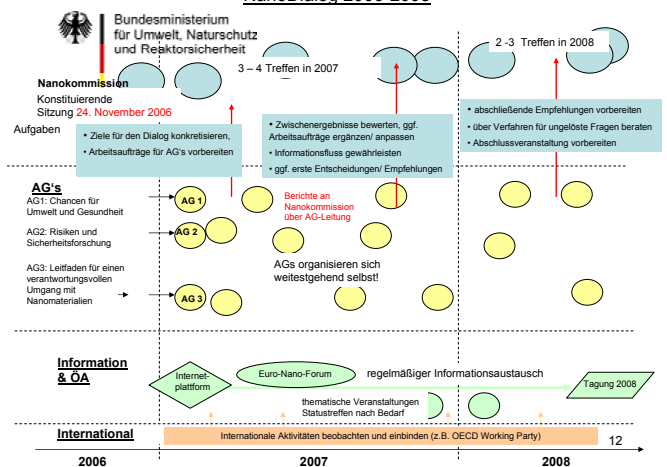 Bundesministerium
für Umwelt, Naturschutz
und Reaktorsicherheit
2 -3 Treffen in 2008
3 – 4 Treffen in 2007
Nanokommission
Konstituierende
Sitzung 24. November 2006
Aufgaben
• Ziele für den Dialog konkretisieren,
• Arbeitsaufträge für AG's vorbereiten
• Zwischenergebnisse bewerten, ggf.
Arbeitsaufträge ergänzen/ anpassen
• Informationsfluss gewährleisten
• ggf. erste Entscheidungen/ Empfehlungen
• abschließende Empfehlungen vorbereiten
• über Verfahren für ungelöste Fragen beraten
• Abschlussveranstaltung vorbereiten
AG's
AG1: Chancen für
Umwelt und Gesundheit
AG 1
Berichte an
Nanokommission
über AG-Leitung
AG2: Risiken und
Sicherheitsforschung
AG 2
AGs organisieren sich
weitestgehend selbst!
AG3: Leitfaden für einen
verantwortungsvollen
Umgang mit
Nanomaterialien
AG 3
Information
& ÖA
Internet-
plattform
Euro-Nano-Forum
regelmäßiger Informationsaustausch
Tagung 2008
thematische Veranstaltungen
Statustreffen nach Bedarf
International
Internationale Aktivitäten beobachten und einbinden (z.B. OECD Working Party)
12
2006
2007
2008